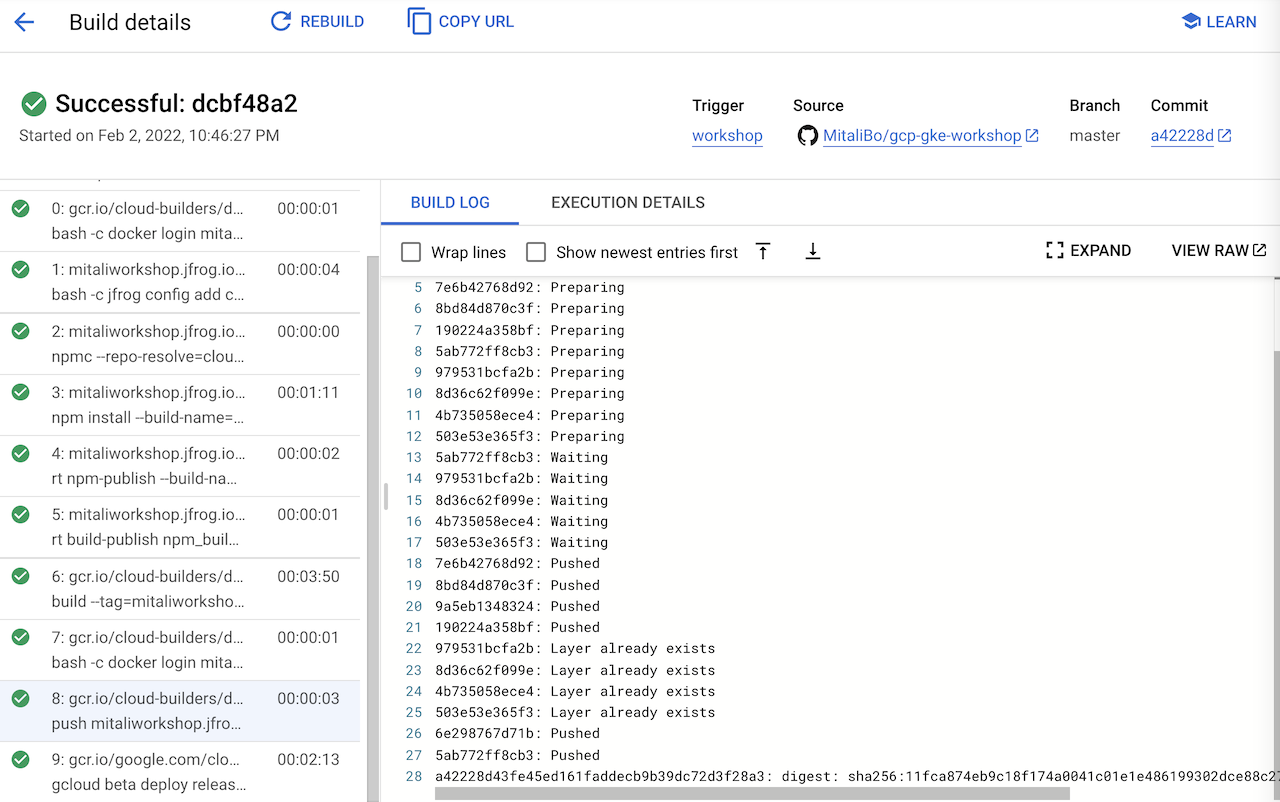 Build details
REBUILD
COPY URL
LEARN
Successful: dcbf48a2
Started on Feb 2, 2022, 10:46:27 PM
Trigger
workshop
Source
MitaliBo/gcp-gke-workshop
Branch
master
Commit
a42228d
0: gcr.io/cloud-builders/d... 00:00:01
bash -c docker login mita...
1: mitaliworkshop.jfrog.io... 00:00:04
bash -c jfrog config add c...
2: mitaliworkshop.jfrog.io... 00:00:00
npmc --repo-resolve=clou...
3: mitaliworkshop.jfrog.io... 00:01:11
npm install --build-name=...
4: mitaliworkshop.jfrog.io... 00:00:02
rt npm-publish --build-na...
5: mitaliworkshop.jfrog.io... 00:00:01
rt build-publish npm_buil...
6: gcr.io/cloud-builders/d... 00:03:50
build --tag=mitaliworksho...
7: gcr.io/cloud-builders/d... 00:00:01
bash -c docker login mita...
8: gcr.io/cloud-builders/d... 00:00:03
push mitaliworkshop.jfro...
9: gcr.io/google.com/clo... 00:02:13
gcloud beta deploy releas...
BUILD LOG
EXECUTION DETAILS
Wrap lines
Show newest entries first
EXPAND
VIEW RAW
5 7e6b42768d92: Preparing
6 8bd84d870c3f: Preparing
7 190224a358bf: Preparing
8 5ab772ff8cb3: Preparing
9 979531bcfa2b: Preparing
10 8d36c62f099e: Preparing
11 4b735058ece4: Preparing
12 503e53e365f3: Preparing
13 5ab772ff8cb3: Waiting
14 979531bcfa2b: Waiting
15 8d36c62f099e: Waiting
16 4b735058ece4: Waiting
17 503e53e365f3: Waiting
18 7e6b42768d92: Pushed
19 8bd84d870c3f: Pushed
20 9a5eb1348324: Pushed
21 190224a358bf: Pushed
22 979531bcfa2b: Layer already exists
23 8d36c62f099e: Layer already exists
24 4b735058ece4: Layer already exists
25 503e53e365f3: Layer already exists
26 6e298767d71b: Pushed
27 5ab772ff8cb3: Pushed
28 a42228d43fe45ed161faddecb9b39dc72d3f28a3: digest: sha256:11fca874eb9c18f174a0041c01e1e486199302dce88c27